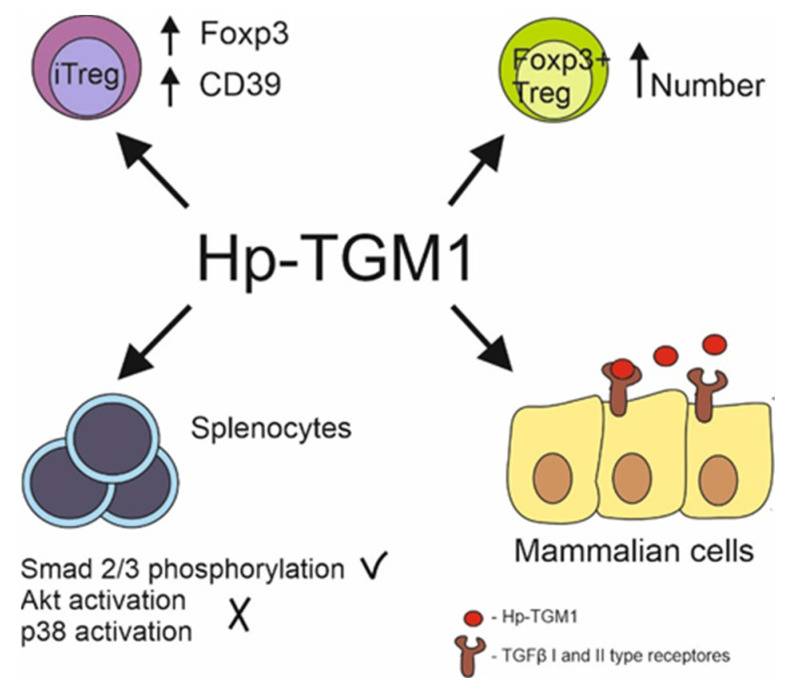 iTreg
Foxp3
CD39
Foxp3+
Treg
Number
Hp-TGM1
Splenocytes
Smad 2/3 phosphorylation
Akt activation
p38 activation
Mammalian cells
- Hp-TGM1
- TGFβ I and II type receptores